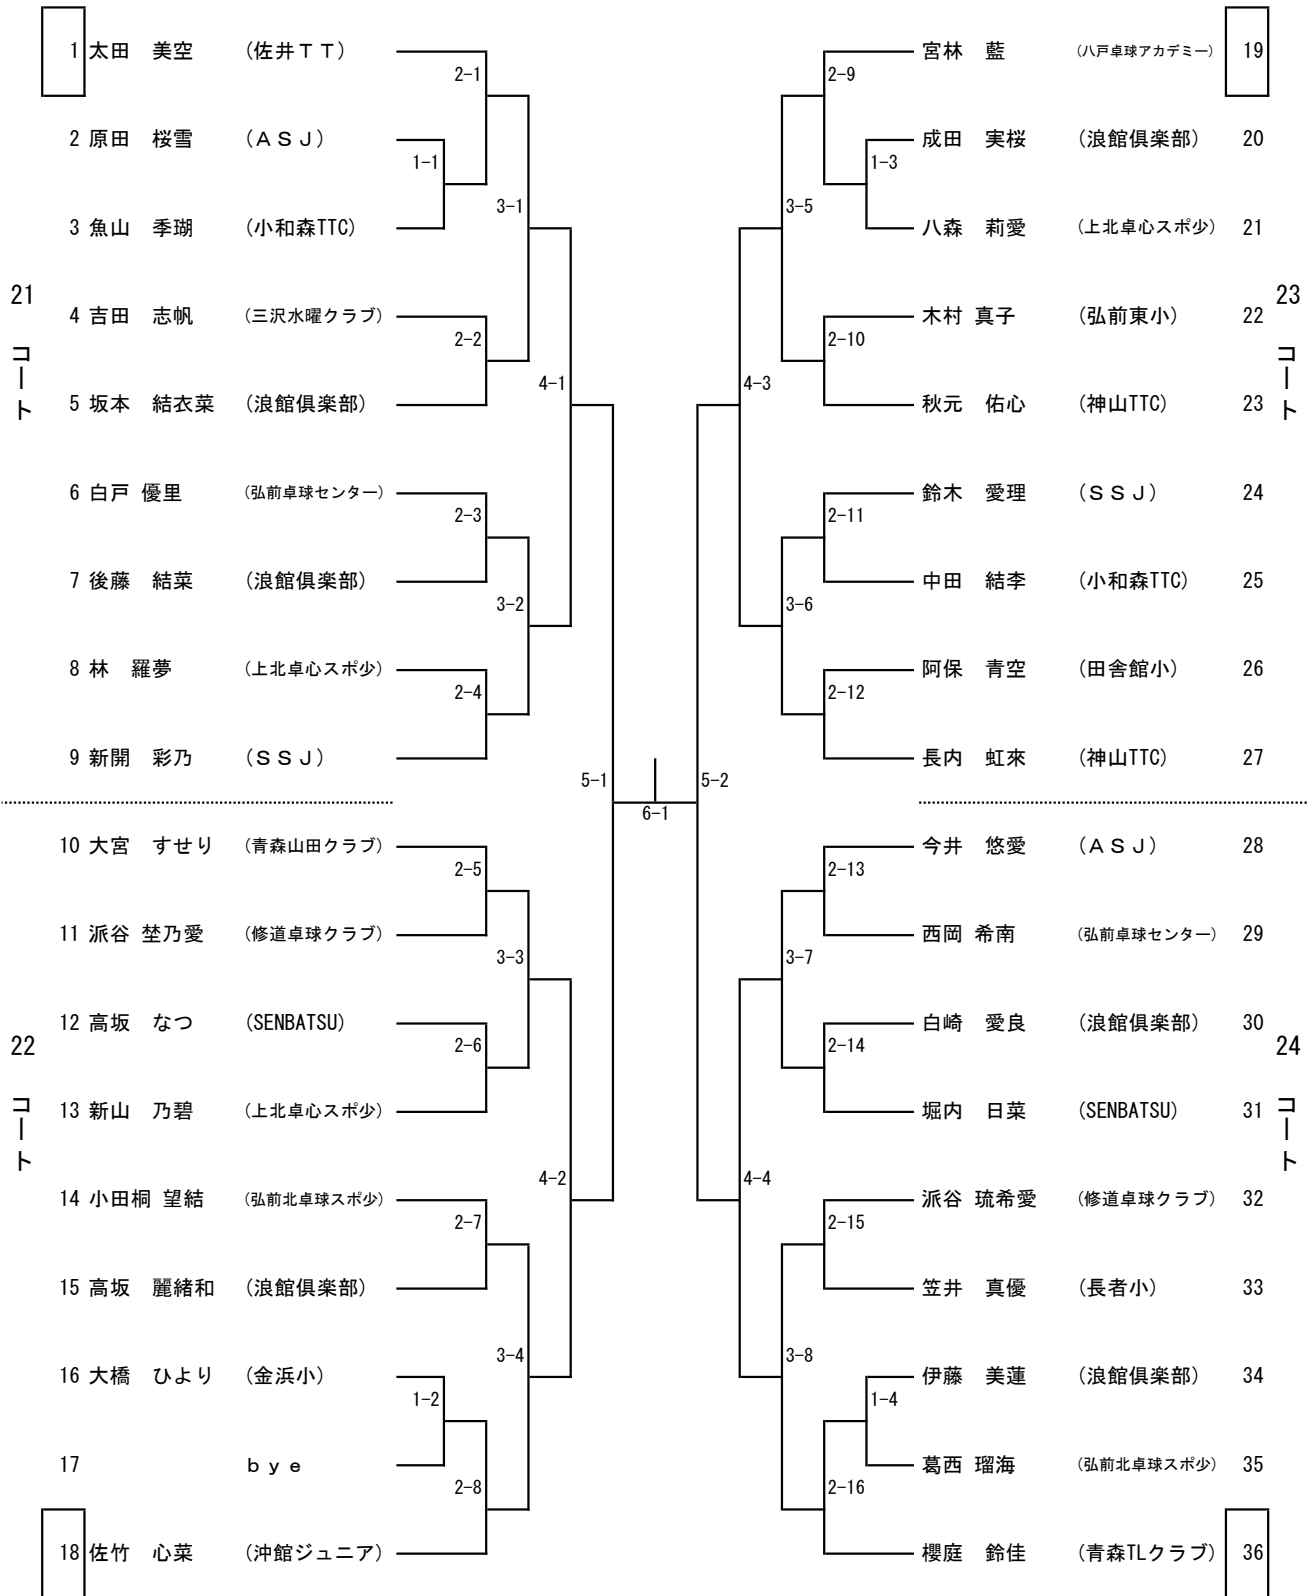 1 太田　美空 (佐井ＴＴ)
2 原田　桜雪 (ＡＳＪ)
3 魚山　季瑚 (小和森TTC)
4 吉田　志帆 (三沢水曜クラブ)
5 坂本　結衣菜 (浪館倶楽部)
6 白戸 優里 (弘前卓球センター)
7 後藤　結菜 (浪館倶楽部)
8 林　羅夢 (上北卓心スポ少)
9 新開　彩乃 (ＳＳＪ)
21コート
10 大宮　すせり (青森山田クラブ)
11 派谷 埜乃愛 (修道卓球クラブ)
12 高坂　なつ (SENBATSU)
13 新山　乃碧 (上北卓心スポ少)
14 小田桐 望結 (弘前北卓球スポ少)
15 高坂　麗緒和 (浪館倶楽部)
16 大橋　ひより (金浜小)
17 ｂｙｅ
18 佐竹　心菜 (沖館ジュニア)
22コート
2-1
1-1
3-1
2-2
4-1
2-3
3-2
2-4
5-1
2-5
3-3
2-6
4-2
2-7
3-4
1-2
2-8
6-1
宮林　藍 (八戸卓球アカデミー) 19
成田　実桜 (浪館倶楽部) 20
八森　莉愛 (上北卓心スポ少) 21
木村 真子 (弘前東小) 22
秋元　佑心 (神山TTC) 23
鈴木　愛理 (ＳＳＪ) 24
中田　結李 (小和森TTC) 25
阿保　青空 (田舎館小) 26
長内　虹來 (神山TTC) 27
23コート
今井　悠愛 (ＡＳＪ) 28
西岡 希南 (弘前卓球センター) 29
白崎　愛良 (浪館倶楽部) 30
堀内　日菜 (SENBATSU) 31
派谷 琉希愛 (修道卓球クラブ) 32
笠井　真優 (長者小) 33
伊藤　美蓮 (浪館倶楽部) 34
葛西 瑠海 (弘前北卓球スポ少) 35
櫻庭　鈴佳 (青森TLクラブ) 36
24コート
2-9
1-3
3-5
2-10
4-3
2-11
3-6
2-12
5-2
2-13
3-7
2-14
4-4
2-15
3-8
1-4
2-16